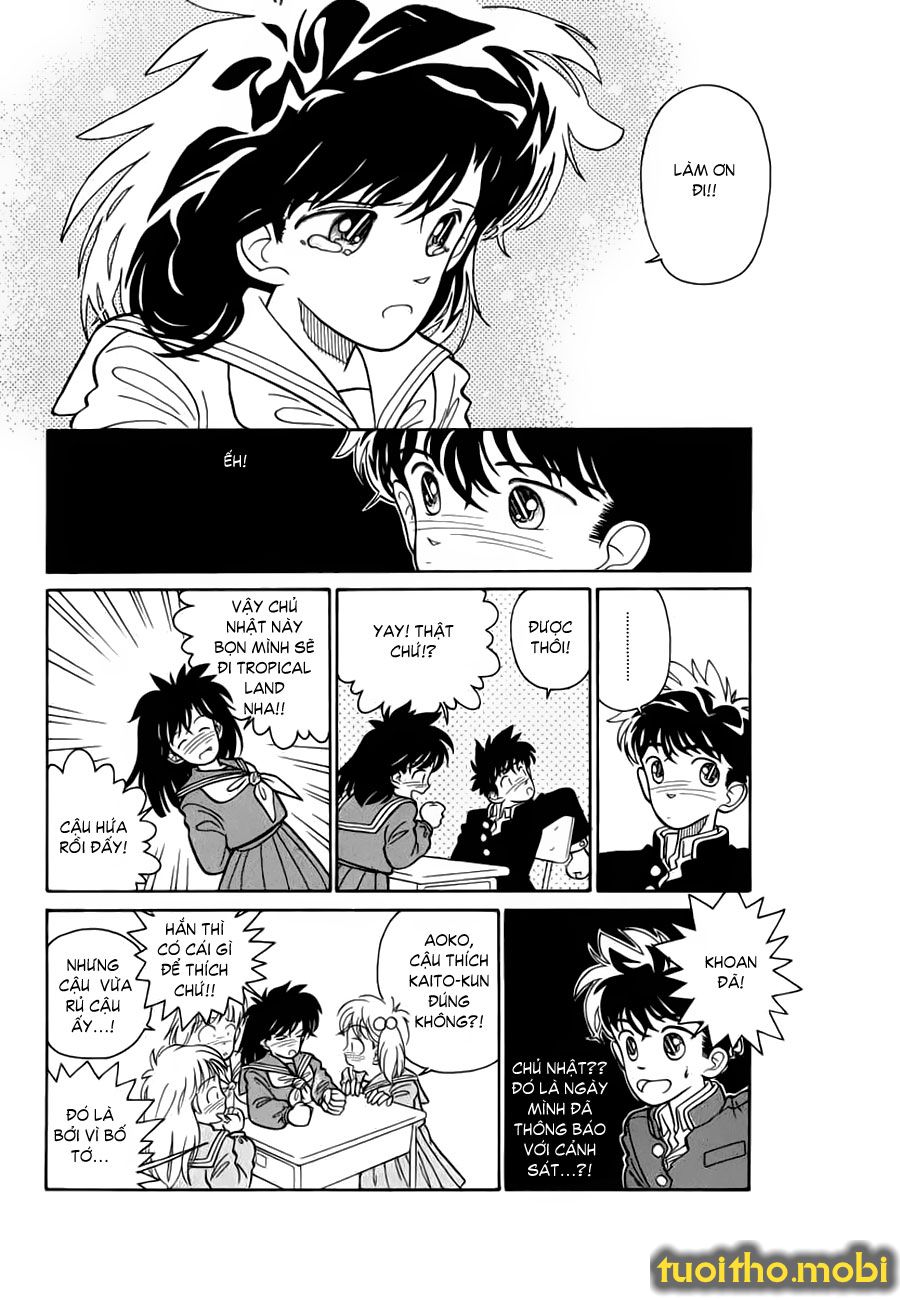 LÀM ƠN
ĐI!!
ẾH!
.............
ĐƯỢC
THÔI!
YAY! THẬT
CHỨ!?
VẬY CHỦ
NHẬT NÀY
BỌN MÌNH SẼ
ĐI TROPICAL
LAND
NHA!!
CẬU HỨA
RỒI ĐẤY!
KHOAN
ĐÃ!
CHỦ NHẬT??
ĐÓ LÀ NGÀY
MÌNH ĐÃ
THÔNG BÁO
VỚI CẢNH
SÁT...?!
AOKO,
CẬU THÍCH
KAITO-KUN
ĐÚNG
KHÔNG?!
HẮN THÌ
CÓ CÁI GÌ
ĐỂ THÍCH
CHỨ!!
NHƯNG
CẬU VỪA
RỦ CẬU
ẤY...!
ĐÓ LÀ
BỞI VÌ BỐ
TỚ...
tuoitho.mobi